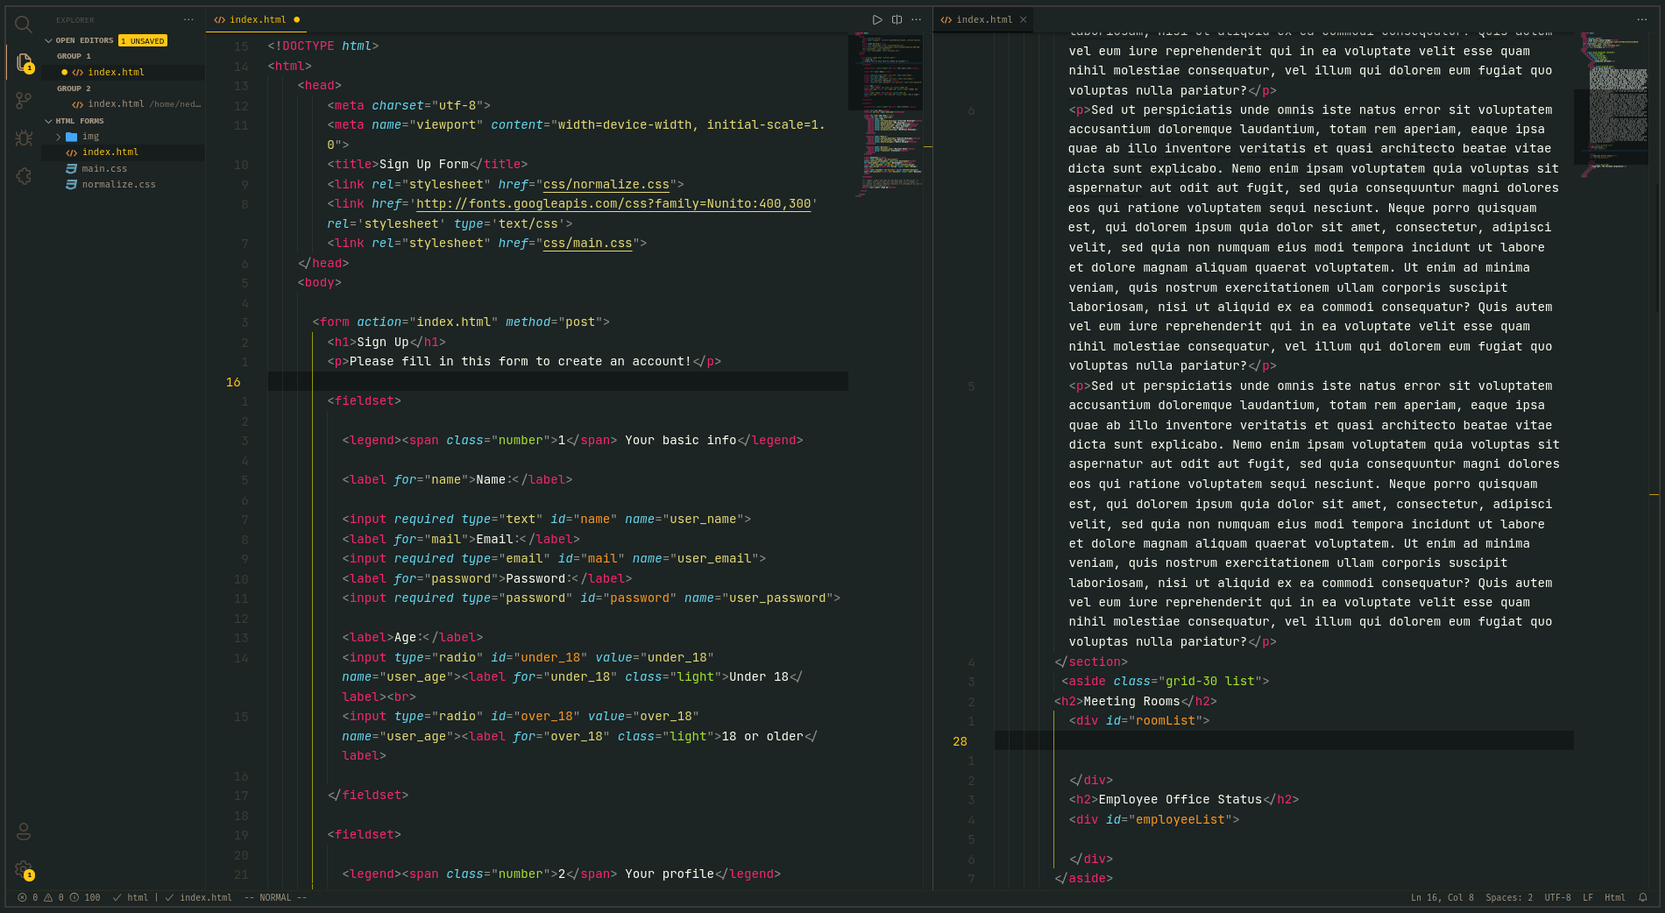 EXPLORER
OPEN EDITORS 1 UNSAVED
GROUP 1
index.html
GROUP 2
index.html /home/ned...
HTML FORMS
img
index.html
main.css
normalize.css
1
1
index.html
15 <!DOCTYPE html>
14 <html>
13 <head>
12 <meta charset="utf-8">
11 <meta name="viewport" content="width=device-width, initial-scale=1.
0">
10 <title>Sign Up Form</title>
9 <link rel="stylesheet" href="css/normalize.css">
8 <link href='http://fonts.googleapis.com/css?family=Nunito:400,300'
rel='stylesheet' type='text/css'>
7 <link rel="stylesheet" href="css/main.css">
6 </head>
5 <body>
4
3 <form action="index.html" method="post">
2 <h1>Sign Up</h1>
1 <p>Please fill in this form to create an account!</p>
16
1 <fieldset>
2
3 <legend><span class="number">1</span> Your basic info</legend>
4
5 <label for="name">Name:</label>
6
7 <input required type="text" id="name" name="user_name">
8 <label for="mail">Email:</label>
9 <input required type="email" id="mail" name="user_email">
10 <label for="password">Password:</label>
11 <input required type="password" id="password" name="user_password">
12
13 <label>Age:</label>
14 <input type="radio" id="under_18" value="under_18"
name="user_age"><label for="under_18" class="light">Under 18</
label><br>
15 <input type="radio" id="over_18" value="over_18"
name="user_age"><label for="over_18" class="light">18 or older</
label>
16
17 </fieldset>
18
19 <fieldset>
20
21 <legend><span class="number">2</span> Your profile</legend>
index.html
laboriosam, nisi ut aliquid ex ea commodi consequatur? Quis autem
vel eum iure reprehenderit qui in ea voluptate velit esse quam
nihil molestiae consequatur, vel illum qui dolorem eum fugiat quo
voluptas nulla pariatur?</p>
6 <p>Sed ut perspiciatis unde omnis iste natus error sit voluptatem
accusantium doloremque laudantium, totam rem aperiam, eaque ipsa
quae ab illo inventore veritatis et quasi architecto beatae vitae
dicta sunt explicabo. Nemo enim ipsam voluptatem quia voluptas sit
aspernatur aut odit aut fugit, sed quia consequuntur magni dolores
eos qui ratione voluptatem sequi nesciunt. Neque porro quisquam
est, qui dolorem ipsum quia dolor sit amet, consectetur, adipisci
velit, sed quia non numquam eius modi tempora incidunt ut labore
et dolore magnam aliquam quaerat voluptatem. Ut enim ad minima
veniam, quis nostrum exercitationem ullam corporis suscipit
laboriosam, nisi ut aliquid ex ea commodi consequatur? Quis autem
vel eum iure reprehenderit qui in ea voluptate velit esse quam
nihil molestiae consequatur, vel illum qui dolorem eum fugiat quo
voluptas nulla pariatur?</p>
5 <p>Sed ut perspiciatis unde omnis iste natus error sit voluptatem
accusantium doloremque laudantium, totam rem aperiam, eaque ipsa
quae ab illo inventore veritatis et quasi architecto beatae vitae
dicta sunt explicabo. Nemo enim ipsam voluptatem quia voluptas sit
aspernatur aut odit aut fugit, sed quia consequuntur magni dolores
eos qui ratione voluptatem sequi nesciunt. Neque porro quisquam
est, qui dolorem ipsum quia dolor sit amet, consectetur, adipisci
velit, sed quia non numquam eius modi tempora incidunt ut labore
et dolore magnam aliquam quaerat voluptatem. Ut enim ad minima
veniam, quis nostrum exercitationem ullam corporis suscipit
laboriosam, nisi ut aliquid ex ea commodi consequatur? Quis autem
vel eum iure reprehenderit qui in ea voluptate velit esse quam
nihil molestiae consequatur, vel illum qui dolorem eum fugiat quo
voluptas nulla pariatur?</p>
4 </section>
3 <aside class="grid-30 list">
2 <h2>Meeting Rooms</h2>
1 <div id="roomList">
28
1
2 </div>
3 <h2>Employee Office Status</h2>
4 <div id="employeeList">
5
6 </div>
7 </aside>
0 0 100 html | index.html -- NORMAL --
Ln 16, Col 8 Spaces: 2 UTF-8 LF Html